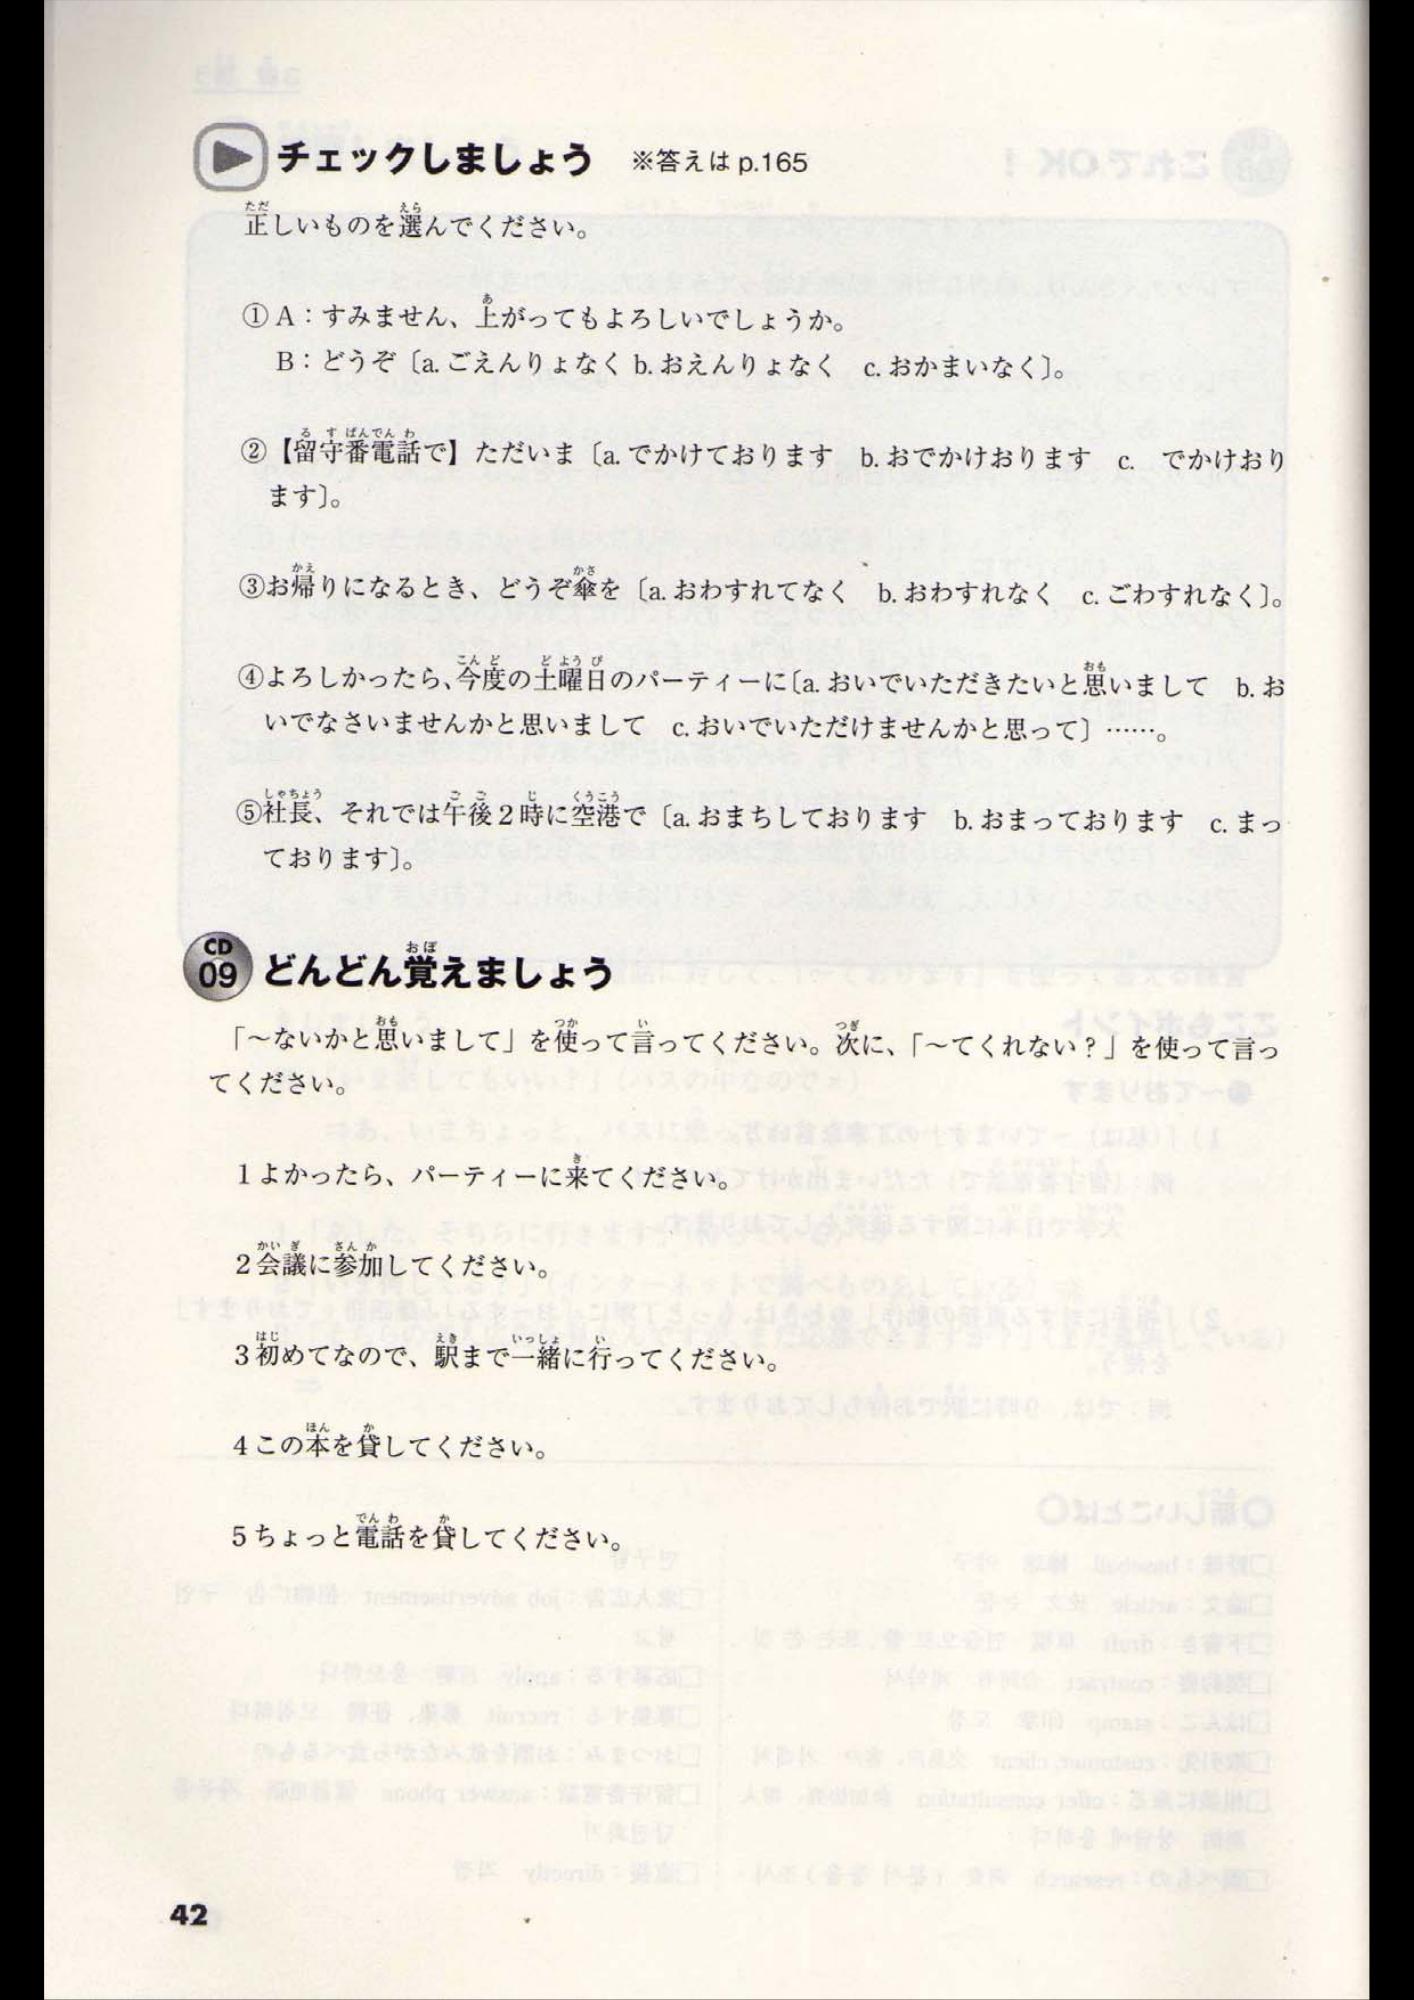 チェックしましょう ※答えは p.165
正しいものを選んでください。
①A：すみません、上がってもよろしいでしょうか。
B：どうぞ〔a. ごえんりょなく b. おえんりょなく c. おかまいなく〕。
②【留守番電話で】ただいま〔a. でかけております b. おでかけおります c. でかけおり
ます〕。
③お帰りになるとき、どうぞ傘を〔a. おわすれてなく b. おわすれなく c. ごわすれなく〕。
④よろしかったら、今度の土曜日のパーティーに〔a. おいでいただきたいと思いまして b. お
いでなさいませんかと思いまして c. おいでいただけませんかと思って〕……。
⑤社長、それでは午後２時に空港で〔a. おまちしております b. おまっております c. まっ
ております〕。
CD 09 どんどん覚えましょう
「～ないかと思いまして」を使って言ってください。次に、「～てくれない？」を使って言っ
てください。
１よかったら、パーティーに来てください。
２会議に参加してください。
３初めてなので、駅まで一緒に行ってください。
４この本を貸してください。
５ちょっと電話を貸してください。
42